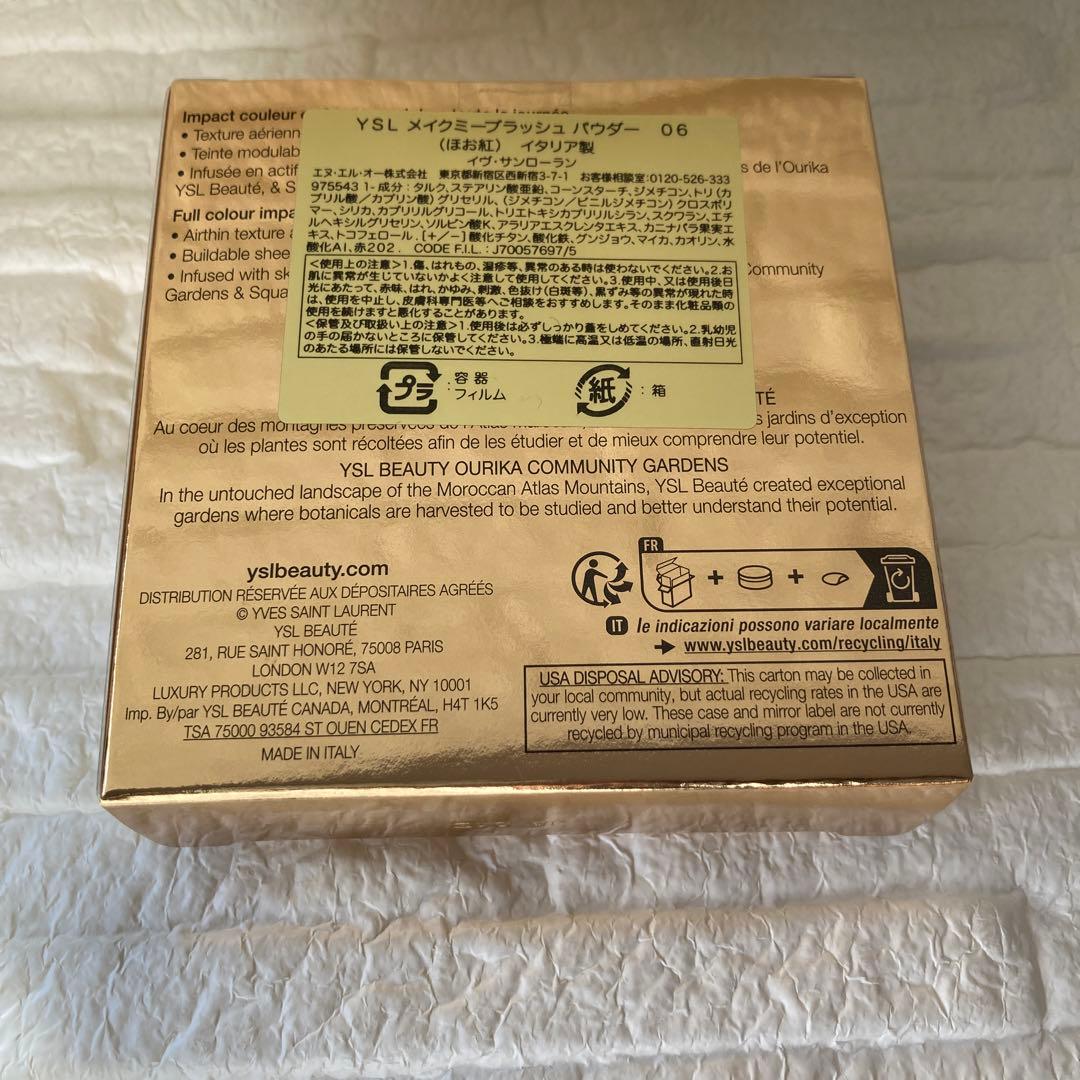 Impact couleur
• Texture aérienn
• Teinte modulab
• Infusée en actif
s de l'Ourika
YSL Beauté, & S
Full colour impa
• Airthin texture a
• Buildable shee
• Infused with sk
Community
Gardens & Squa
YSL メイクミーブラッシュ パウダー 06
(ほお紅) イタリア製
イヴ・サンローラン
エヌ・エル・オー株式会社 東京都新宿区西新宿3-7-1 お客様相談室:0120-526-333
975543 1- 成分:タルク、ステアリン酸亜鉛、コーンスターチ、ジメチコン、トリ(カ
プリル酸/カプリン酸)グリセリル、(ジメチコン/ビニルジメチコン)クロスポリ
マー、シリカ、カプリリルグリコール、トリエトキシカプリリルシラン、スクワラン、エチ
ルヘキシルグリセリン、ソルビン酸K、アラリアエスクレンタエキス、カニナバラ果実エ
キス、トコフェロール. [+/-]酸化チタン、酸化鉄、グンジョウ、マイカ、カオリン、水
酸化Al、赤202. CODE F.I.L.: J70057697/5
<使用上の注意>1.傷、はれもの、湿疹等、異常のある時は使わないでください。2.お
肌に異常が生じていないかよく注意して使用してください。3.使用中、又は使用後日
光にあたって、赤味、はれ、かゆみ、刺激、色抜け(白斑等)、黒ずみ等の異常が現れた時
は、使用を中止し、皮膚科専門医等へご相談をおすすめします。そのまま化粧品類の
使用を続けますと悪化することがあります。
<保管及び取扱い上の注意>1.使用後は必ずしっかり蓋をしめてください。2.乳幼児
の手の届かないところに保管してください。3.極端に高温又は低温の場所、直射日光
のあたる場所には保管しないでください。
プラ : 容器 フィルム
紙 : 箱
TÉ
Au coeur des montagnes préservées de l'Atlas
s jardins d'exception
où les plantes sont récoltées afin de les étudier et de mieux comprendre leur potentiel.
YSL BEAUTY OURIKA COMMUNITY GARDENS
In the untouched landscape of the Moroccan Atlas Mountains, YSL Beauté created exceptional
gardens where botanicals are harvested to be studied and better understand their potential.
yslbeauty.com
DISTRIBUTION RÉSERVÉE AUX DÉPOSITAIRES AGRÉÉS
© YVES SAINT LAURENT
YSL BEAUTÉ
281, RUE SAINT HONORÉ, 75008 PARIS
LONDON W12 7SA
LUXURY PRODUCTS LLC, NEW YORK, NY 10001
Imp. By/par YSL BEAUTÉ CANADA, MONTRÉAL, H4T 1K5
TSA 75000 93584 ST OUEN CEDEX FR
MADE IN ITALY
FR
+ +
IT le indicazioni possono variare localmente
www.yslbeauty.com/recycling/italy
USA DISPOSAL ADVISORY: This carton may be collected in
your local community, but actual recycling rates in the USA are
currently very low. These case and mirror label are not currently
recycled by municipal recycling program in the USA.